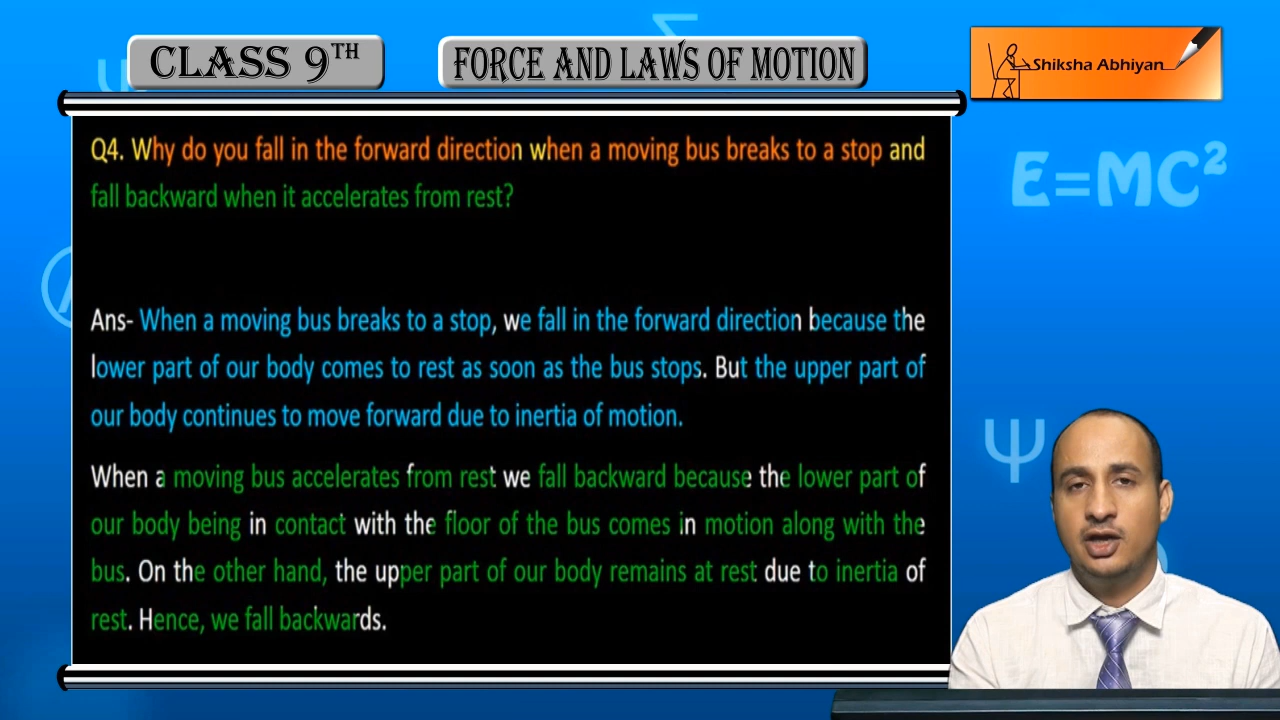 CLASS 9TH
FORCE AND LAWS OF MOTION
Shiksha Abhiyan
Q4. Why do you fall in the forward direction when a moving bus breaks to a stop and
fall backward when it accelerates from rest?
E=MC²
Ans- When a moving bus breaks to a stop, we fall in the forward direction because the
lower part of our body comes to rest as soon as the bus stops. But the upper part of
our body continues to move forward due to inertia of motion.
Ψ
When a moving bus accelerates from rest we fall backward because the lower part of
our body being in contact with the floor of the bus comes in motion along with the
bus. On the other hand, the upper part of our body remains at rest due to inertia of
rest. Hence, we fall backwards.